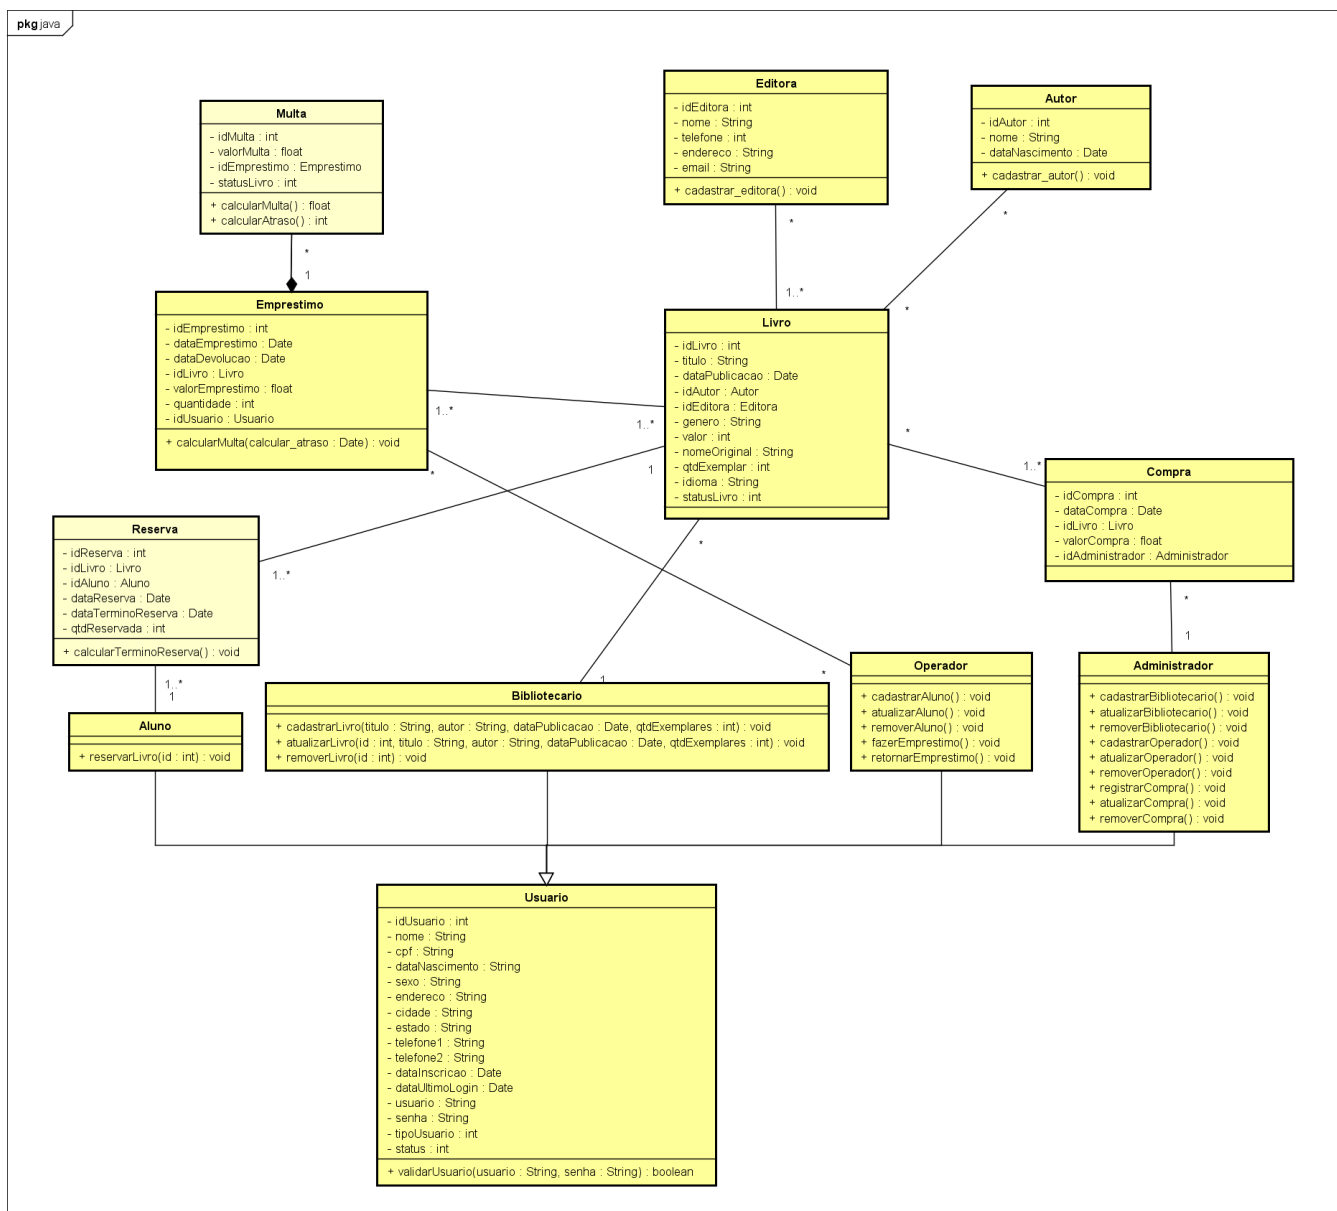 pkg java
Multa
- idMulta : int
- valorMulta : float
- idEmprestimo : Emprestimo
- statusLivro : int
+ calcularMulta() : float
+ calcularAtraso() : int
Editora
- idEditora : int
- nome : String
- telefone : int
- endereco : String
- email : String
+ cadastrar_editora() : void
Autor
- idAutor : int
- nome : String
- dataNascimento : Date
+ cadastrar_autor() : void
*
1
*
1..*
*
*
Emprestimo
- idEmprestimo : int
- dataEmprestimo : Date
- dataDevolucao : Date
- idLivro : Livro
- valorEmprestimo : float
- quantidade : int
- idUsuario : Usuario
+ calcularMulta(calcular_atraso : Date) : void
Livro
- idLivro : int
- titulo : String
- dataPublicacao : Date
- idAutor : Autor
- idEditora : Editora
- genero : String
- valor : int
- nomeOriginal : String
- qtdExemplar : int
- idioma : String
- statusLivro : int
1..*
1..*
*
1
*
1..*
Compra
- idCompra : int
- dataCompra : Date
- idLivro : Livro
- valorCompra : float
- idAdministrador : Administrador
Reserva
- idReserva : int
- idLivro : Livro
- idAluno : Aluno
- dataReserva : Date
- dataTerminoReserva : Date
- qtdReservada : int
+ calcularTerminoReserva() : void
1..*
*
*
1
1..*
1
1
*
Aluno
+ reservarLivro(id : int) : void
Bibliotecario
+ cadastrarLivro(titulo : String, autor : String, dataPublicacao : Date, qtdExemplares : int) : void
+ atualizarLivro(id : int, titulo : String, autor : String, dataPublicacao : Date, qtdExemplares : int) : void
+ removerLivro(id : int) : void
Operador
+ cadastrarAluno() : void
+ atualizarAluno() : void
+ removerAluno() : void
+ fazerEmprestimo() : void
+ retornarEmprestimo() : void
Administrador
+ cadastrarBibliotecario() : void
+ atualizarBibliotecario() : void
+ removerBibliotecario() : void
+ cadastrarOperador() : void
+ atualizarOperador() : void
+ removerOperador() : void
+ registrarCompra() : void
+ atualizarCompra() : void
+ removerCompra() : void
Usuario
- idUsuario : int
- nome : String
- cpf : String
- dataNascimento : String
- sexo : String
- endereco : String
- cidade : String
- estado : String
- telefone1 : String
- telefone2 : String
- dataInscricao : Date
- dataUltimoLogin : Date
- usuario : String
- senha : String
- tipoUsuario : int
- status : int
+ validarUsuario(usuario : String, senha : String) : boolean